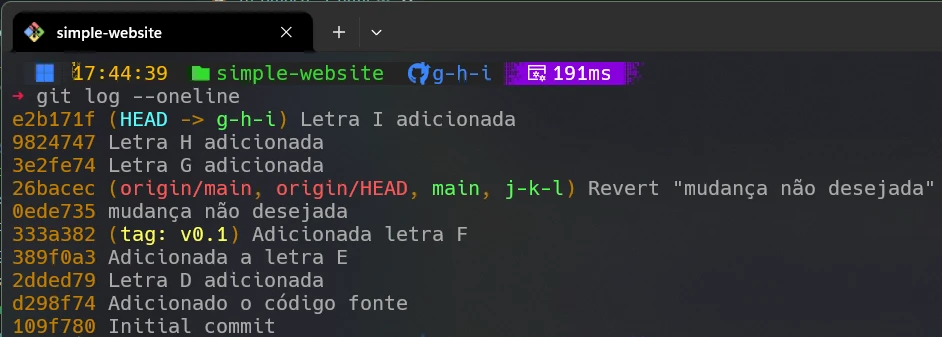 simple-website
17:44:39 simple-website g-h-i 191ms
→ git log --oneline
e2b171f (HEAD -> g-h-i) Letra I adicionada
9824747 Letra H adicionada
3e2fe74 Letra G adicionada
26bacec (origin/main, origin/HEAD, main, j-k-l) Revert "mudança não desejada"
0ede735 mudança não desejada
333a382 (tag: v0.1) Adicionada letra F
389f0a3 Adicionada a letra E
2dded79 Letra D adicionada
d298f74 Adicionado o código fonte
109f780 Initial commit